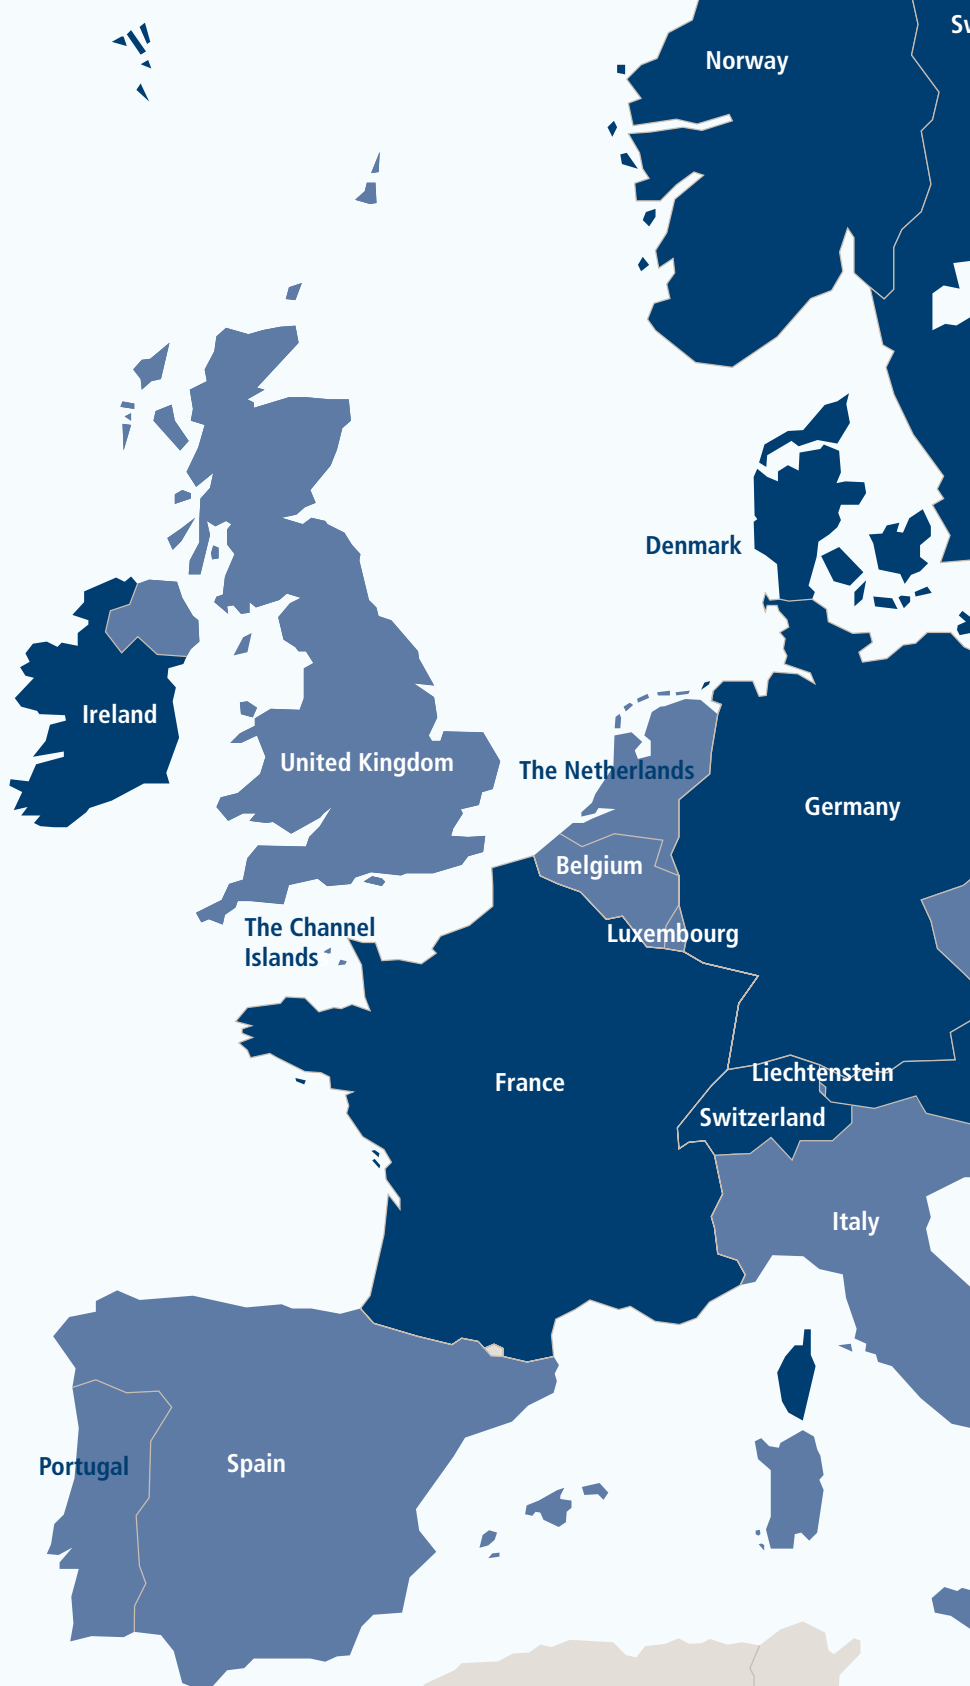 Sw
Norway
Denmark
Ireland
United Kingdom
The Netherlands
Germany
Belgium
The Channel
Islands
Luxembourg
Liechtenstein
France
Switzerland
Italy
Portugal
Spain